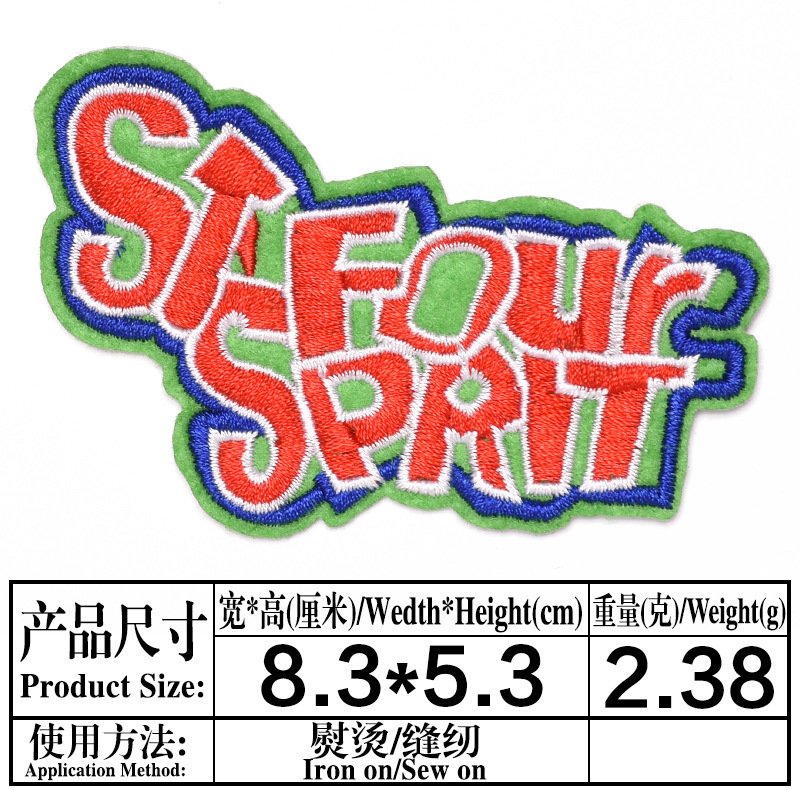 ST Four
SPRIT
产品尺寸
Product Size:
宽*高(厘米)/Wedth*Height(cm)
重量(克)/Weight(g)
8.3*5.3
2.38
使用方法:
Application Method:
熨烫/缝纫
Iron on/Sew on